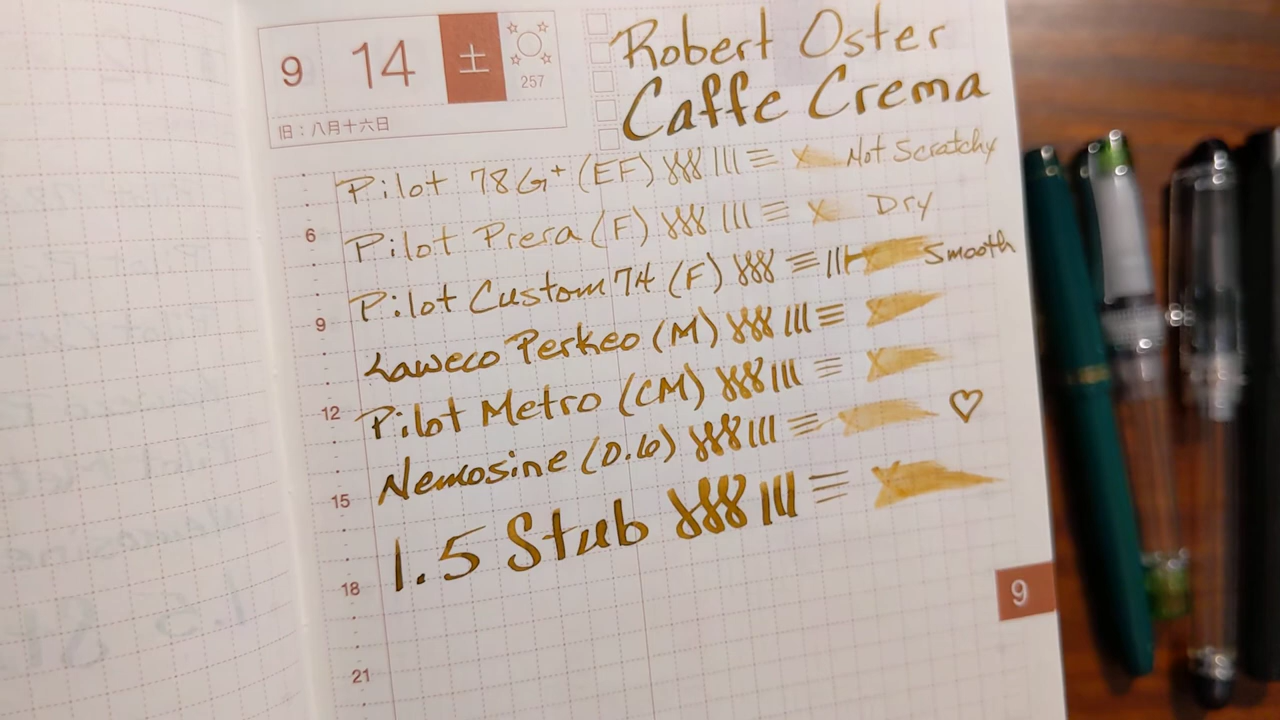 9 14 土
257
旧：八月十六日
Robert Oster
Caffe Crema
Pilot 78G+ (EF) Not Scratchy
6
Pilot Prera (F) Dry
Pilot Custom 74 (F) Smooth
9
Kaweco Perkeo (M)
Pilot Metro (CM)
12
Nemosine (0.6) ♡
15
1.5 Stub
18
9
21